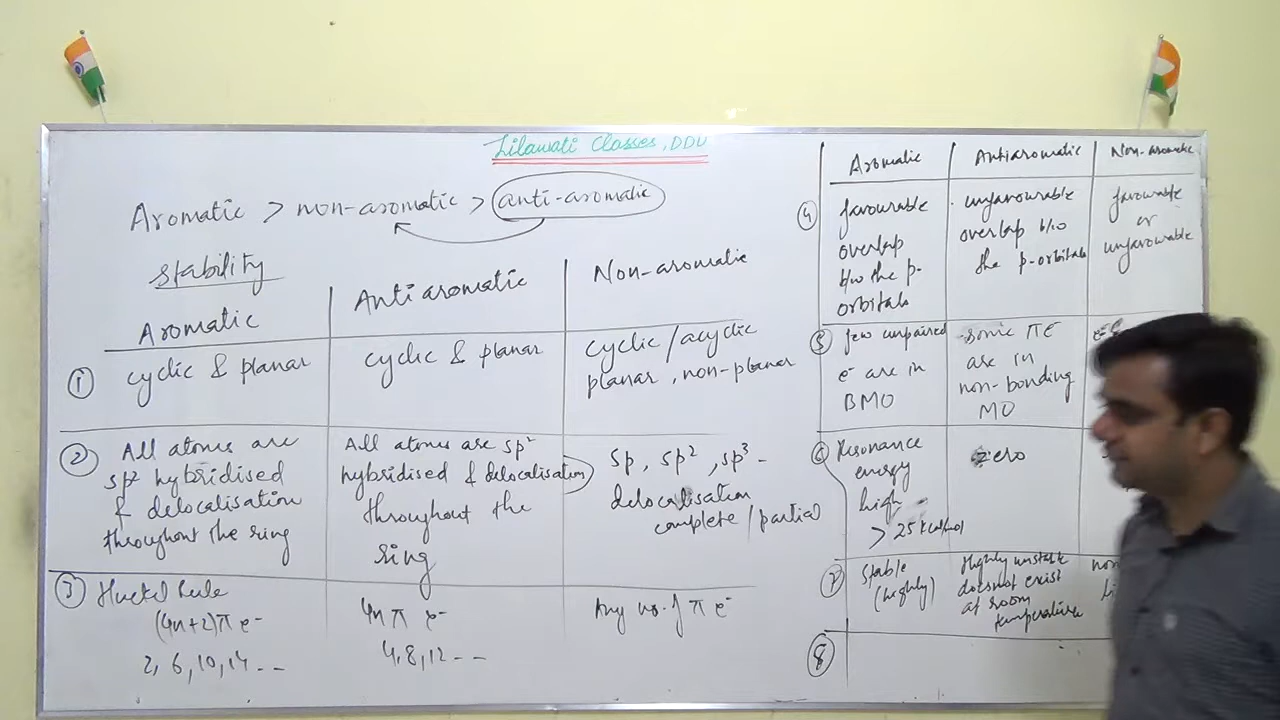 Lilawati Classes, DDU
Aromatic > non-aromatic > anti-aromatic
stability
Aromatic
Antiaromatic
Non-aromatic
① cyclic & planar
cyclic & planar
cyclic/acyclic
planar, non-planar
② All atoms are
sp² hybridised
& delocalisation
throughout the ring
All atoms are sp²
hybridised & delocalisation
throughout the
ring
sp, sp², sp³ -
delocalisation
complete/partial
③ Huckel Rule
(4n+2)π e-
2, 6, 10, 14 - -
4nπ e-
4, 8, 12 - -
Any no. of π e-
Aromatic
Antiaromatic
Non-aromatic
④ favourable
overlap
b/w the p-
orbitals
unfavourable
overlap b/w
the p-orbitals
favourable
or
unfavourable
⑤ few unpaired
e- are in
BMO
some πe-
are in
non-bonding
MO
⑥ Resonance
energy
high
> 25 kcal/mol
zero
⑦ stable
(highly)
Highly unstable
does not exist
at room
temperature
⑧